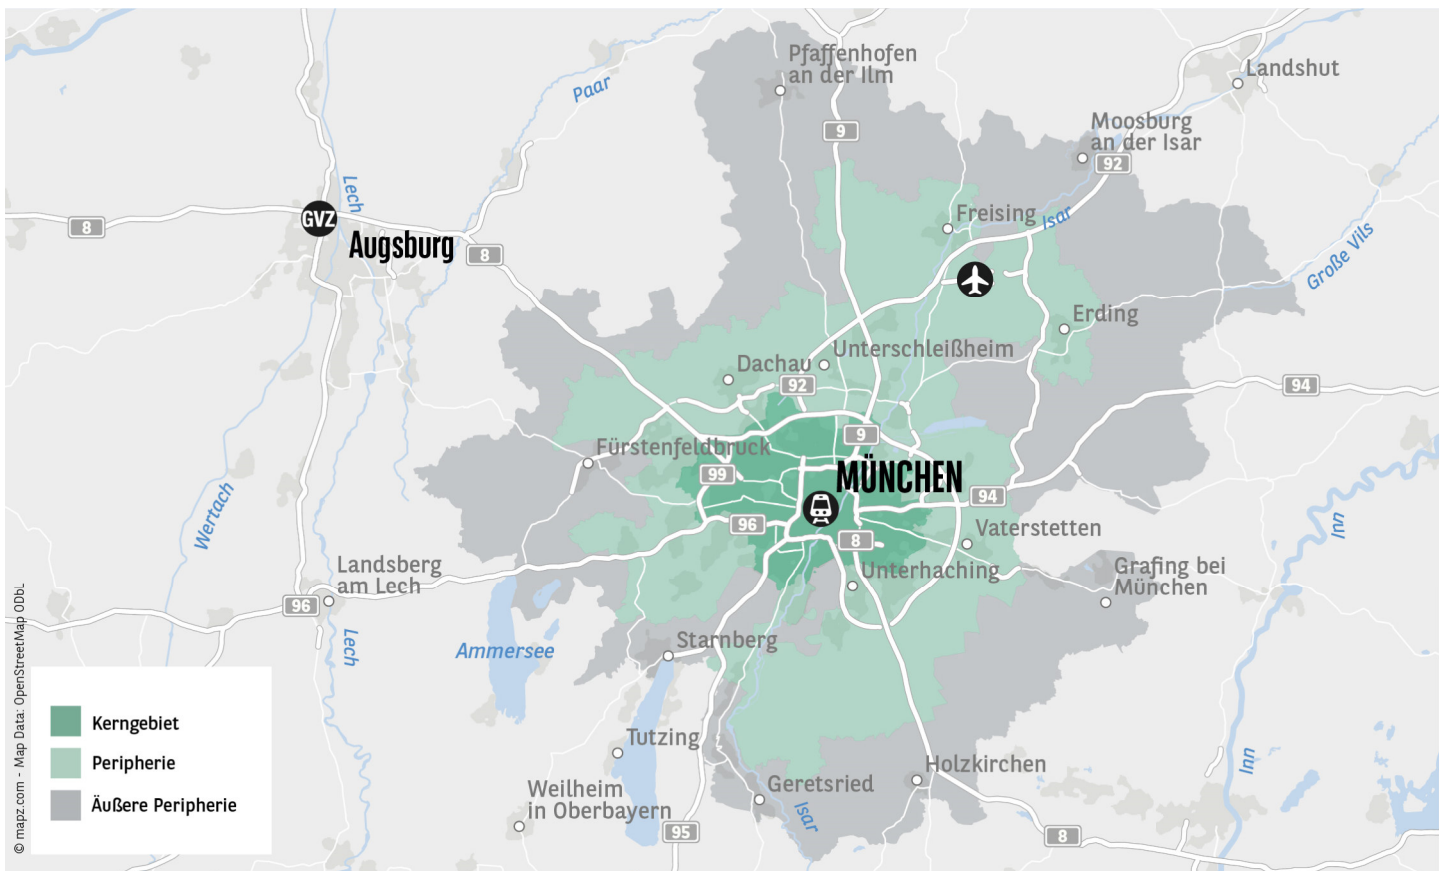 Pfaffenhofen
an der Ilm
Landshut
Paar
Moosburg
an der Isar
9
92
Lech
GVZ
Augsburg
8
8
Freising
Isar
Große Vils
Erding
Unterschleißheim
Dachau
92
94
9
Fürstenfeldbruck
99
MÜNCHEN
94
96
8
Vaterstetten
Wertach
Inn
Landsberg
am Lech
96
Unterhaching
Grafing bei
München
Lech
Ammersee
Starnberg
Tutzing
Inn
Weilheim
in Oberbayern
Geretsried
Holzkirchen
Isar
95
8
Kerngebiet
Peripherie
Äußere Peripherie
© mapz.com - Map Data: OpenStreetMap ODbL